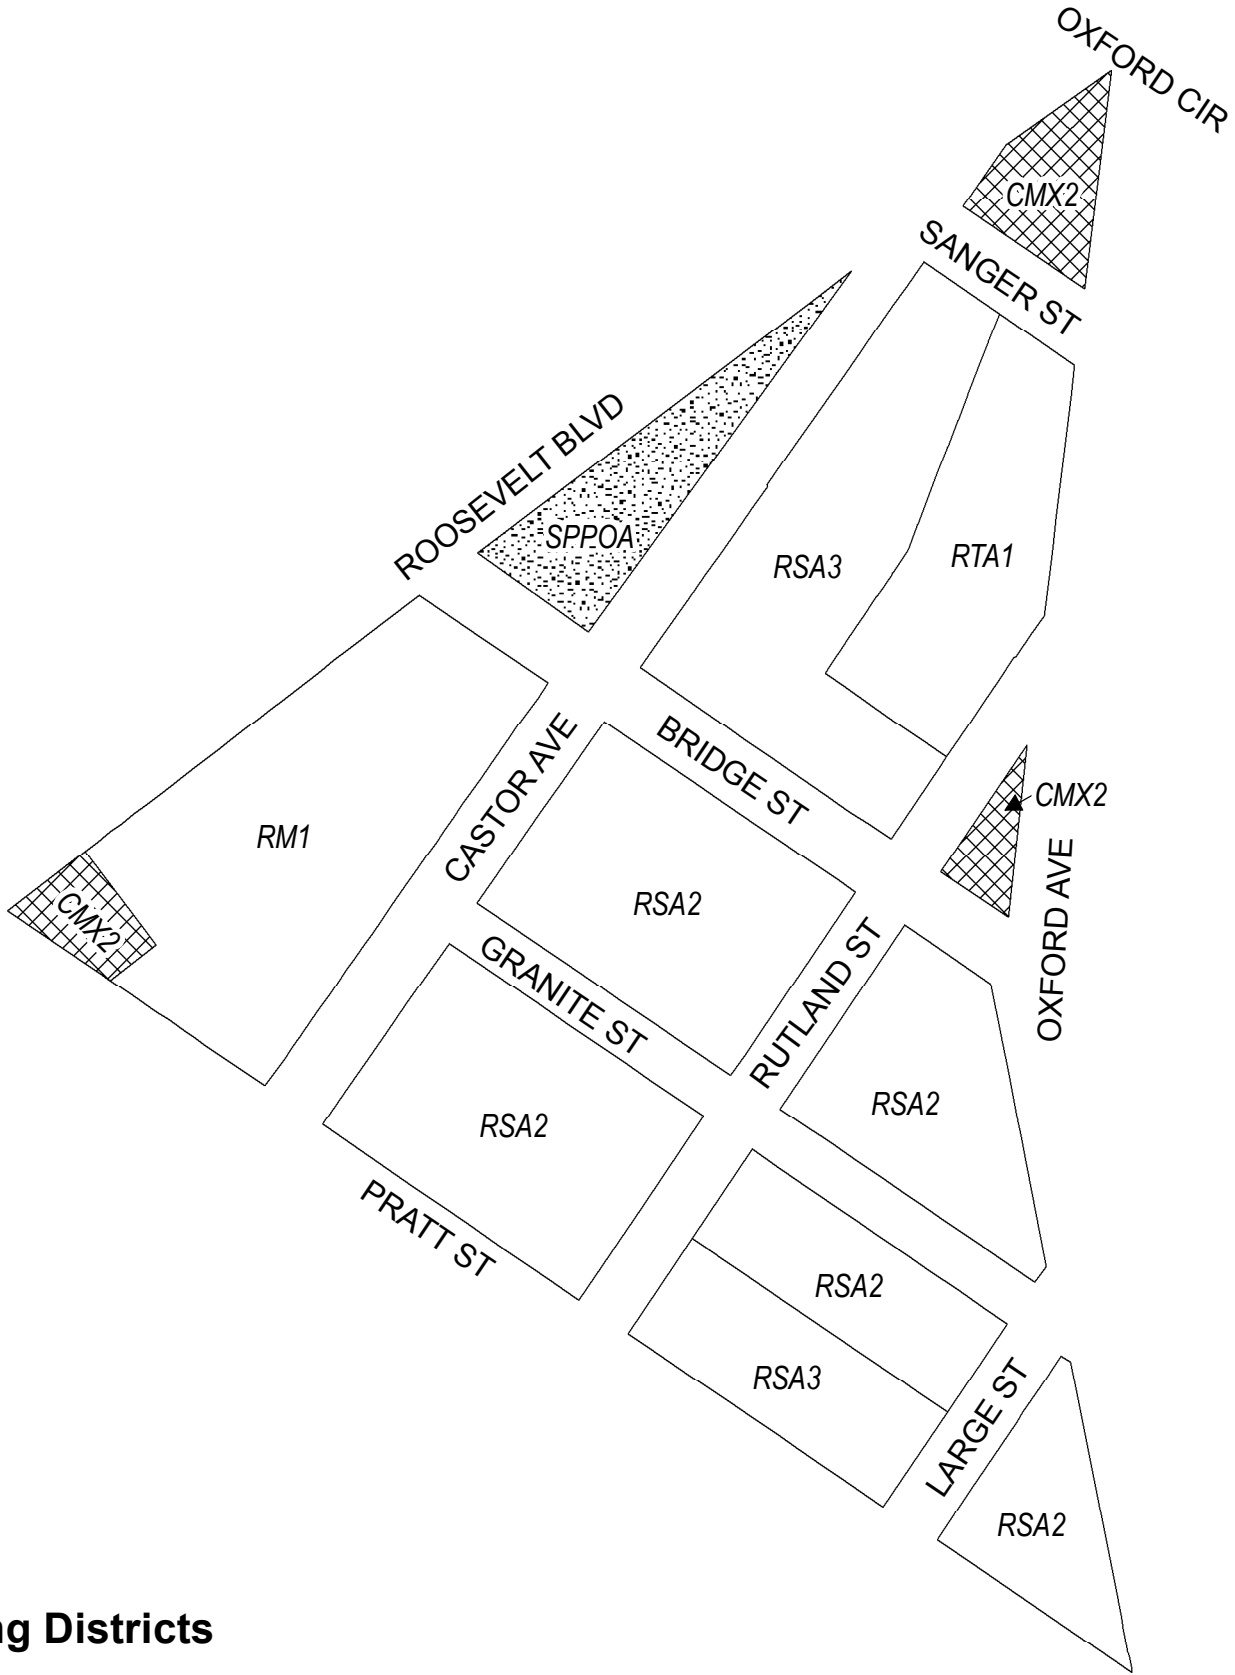 OXFORD CIR
CMX2
SANGER ST
ROOSEVELT BLVD
SPPOA
RSA3
RTA1
BRIDGE ST
CASTOR AVE
CMX2
RM1
OXFORD AVE
CMX2
RSA2
RUTLAND ST
GRANITE ST
RSA2
RSA2
PRATT ST
RSA2
RSA3
LARGE ST
RSA2
ng Districts